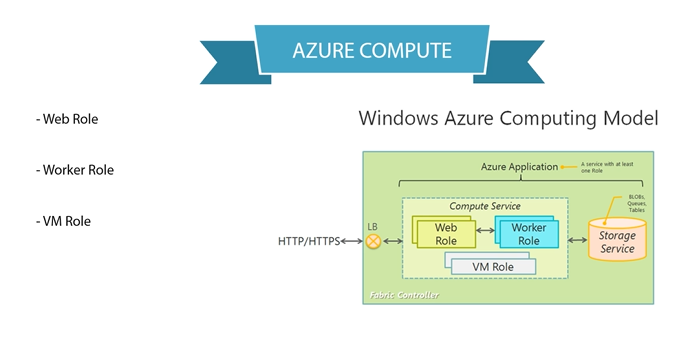 AZURE COMPUTE
- Web Role
- Worker Role
- VM Role
Windows Azure Computing Model
Azure Application
A service with at least
one Role
Compute Service
BLOBs,
Queues,
Tables
LB
HTTP/HTTPS
Web
Role
Worker
Role
VM Role
Storage
Service
Fabric Controller